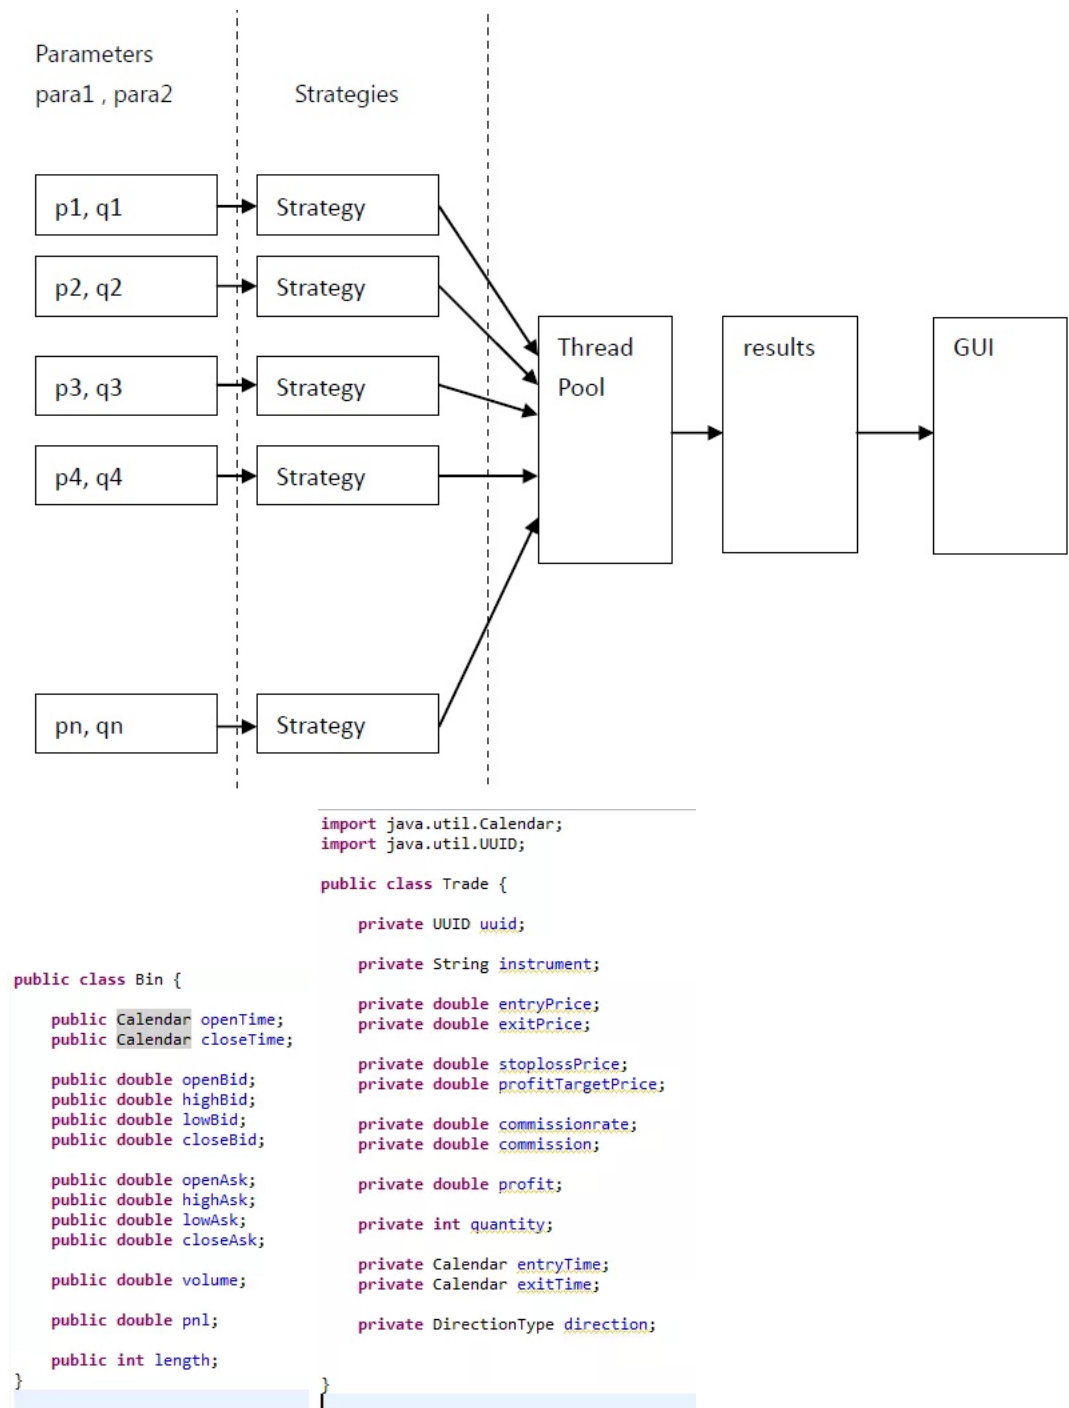 Parameters
para1 , para2
Strategies
p1, q1
Strategy
p2, q2
Strategy
p3, q3
Strategy
p4, q4
Strategy
pn, qn
Strategy
Thread
Pool
results
GUI
public class Bin {
public Calendar openTime;
public Calendar closeTime;
public double openBid;
public double highBid;
public double lowBid;
public double closeBid;
public double openAsk;
public double highAsk;
public double lowAsk;
public double closeAsk;
public double volume;
public double pnl;
public int length;
}
import java.util.Calendar;
import java.util.UUID;
public class Trade {
private UUID uuid;
private String instrument;
private double entryPrice;
private double exitPrice;
private double stoplossPrice;
private double profitTargetPrice;
private double commissionrate;
private double commission;
private double profit;
private int quantity;
private Calendar entryTime;
private Calendar exitTime;
private DirectionType direction;
}